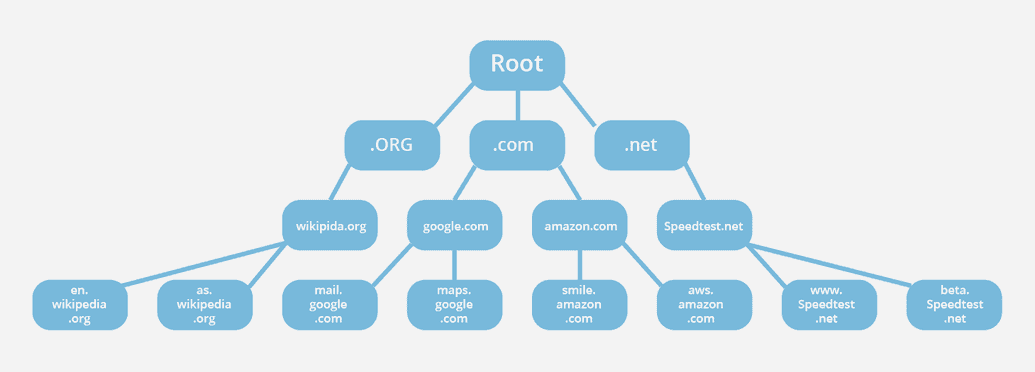 Root
.ORG
.com
.net
wikipida.org
google.com
amazon.com
Speedtest.net
en.
wikipedia
.org
as.
wikipedia
.org
mail.
google
.com
maps.
google
.com
smile.
amazon
.com
aws.
amazon
.com
www.
Speedtest
.net
beta.
Speedtest
.net